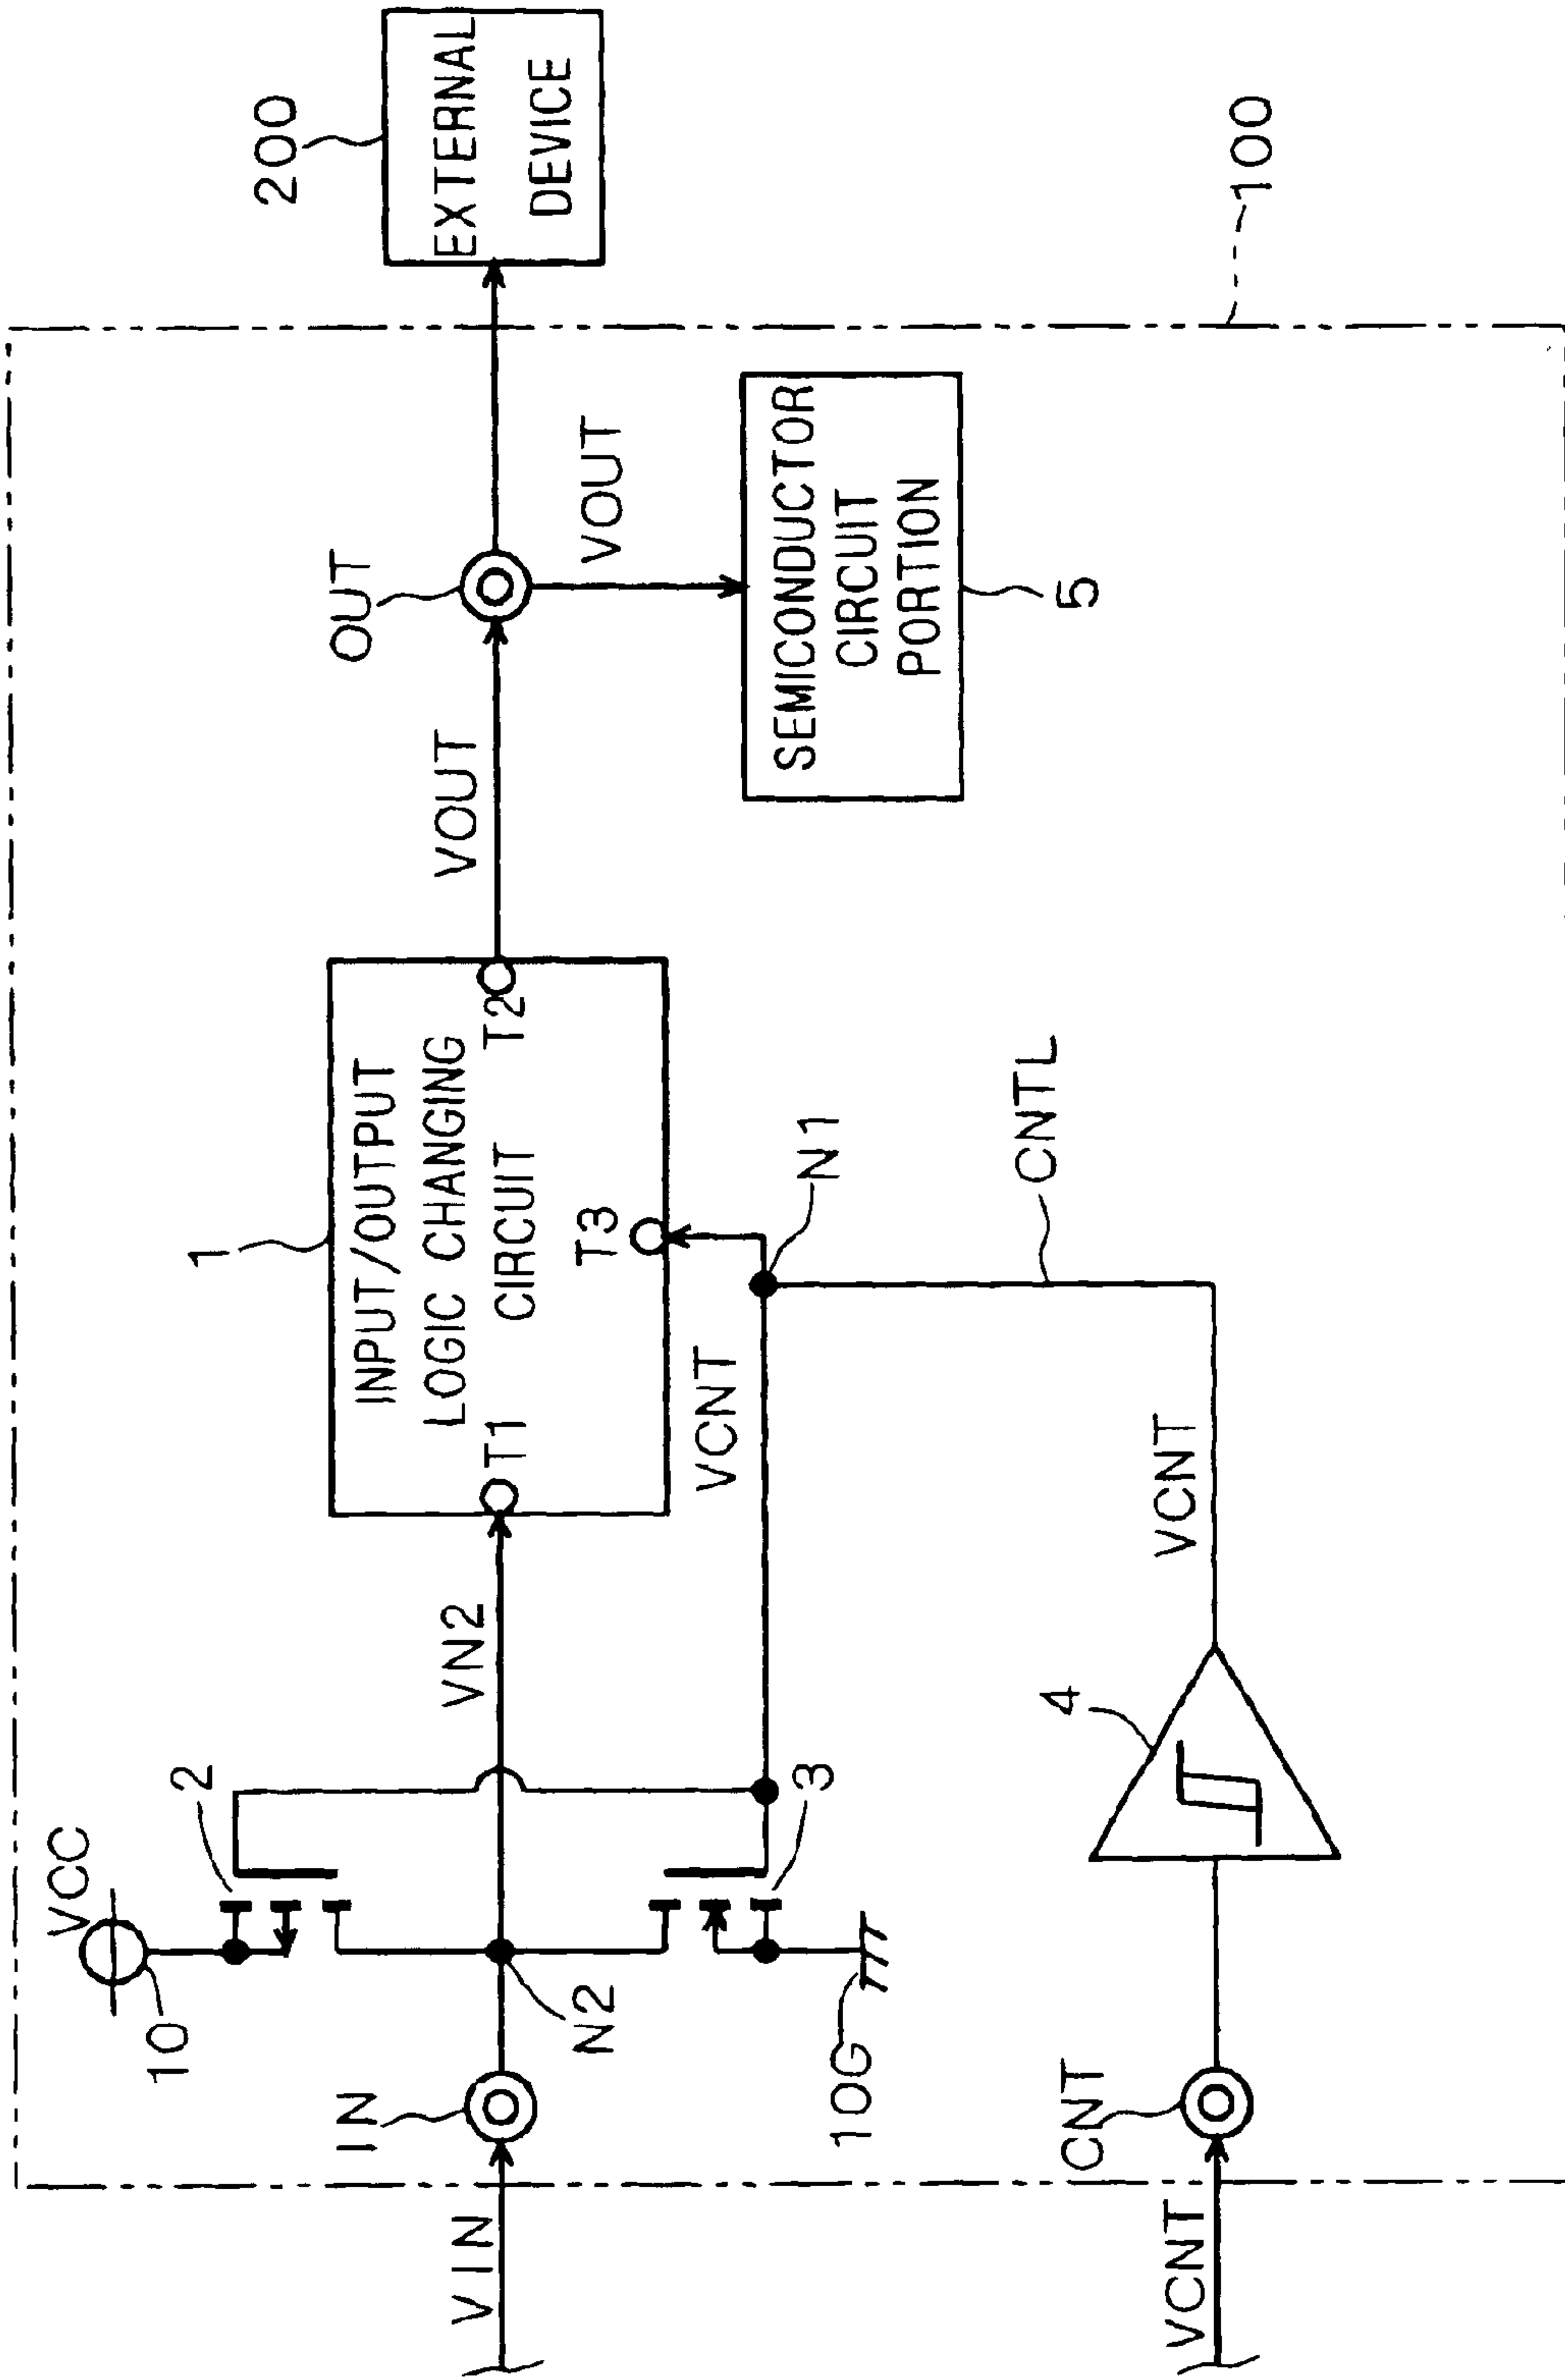 200
EXTERNAL
DEVICE
100
OUT
VOUT
VOUT
SEMICONDUCTOR
CIRCUIT
PORTION
5
1
INPUT/OUTPUT
LOGIC CHANGING
CIRCUIT
T1
T2
T3
N1
CNTL
VCNT
VCNT
VN2
2
3
4
VCC
10
N2
10G
IN
CNT
VIN
VCNT